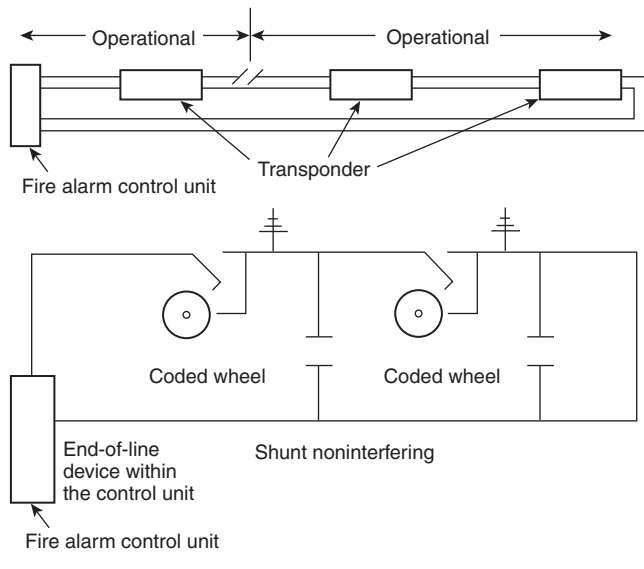 Operational
Operational
Transponder
Fire alarm control unit
Coded wheel
Coded wheel
End-of-line
device within
the control unit
Shunt noninterfering
Fire alarm control unit